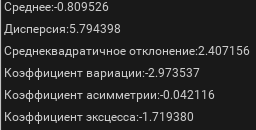 Среднее:-0.809526
Дисперсия:5.794398
Среднеквадратичное отклонение:2.407156
Коэффициент вариации:-2.973537
Коэффициент асимметрии:-0.042116
Коэффициент эксцесса:-1.719380